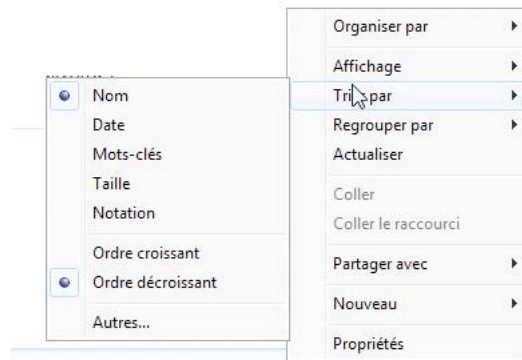 Organiser par
Affichage
Trier par
Regrouper par
Actualiser
Coller
Coller le raccourci
Partager avec
Nouveau
Propriétés
Nom
Date
Mots-clés
Taille
Notation
Ordre croissant
Ordre décroissant
Autres...